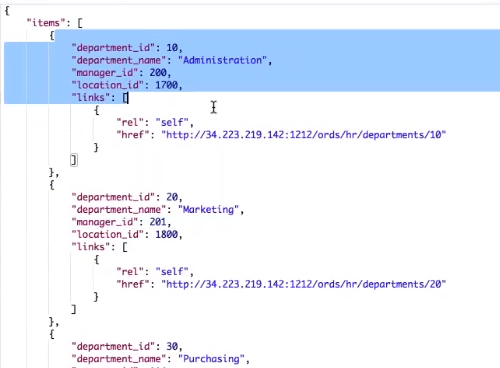 {
"items": [
{
"department_id": 10,
"department_name": "Administration",
"manager_id": 200,
"location_id": 1700,
"links": [
{
"rel": "self",
"href": "http://34.223.219.142:1212/ords/hr/departments/10"
}
]
},
{
"department_id": 20,
"department_name": "Marketing",
"manager_id": 201,
"location_id": 1800,
"links": [
{
"rel": "self",
"href": "http://34.223.219.142:1212/ords/hr/departments/20"
}
]
},
{
"department_id": 30,
"department_name": "Purchasing",